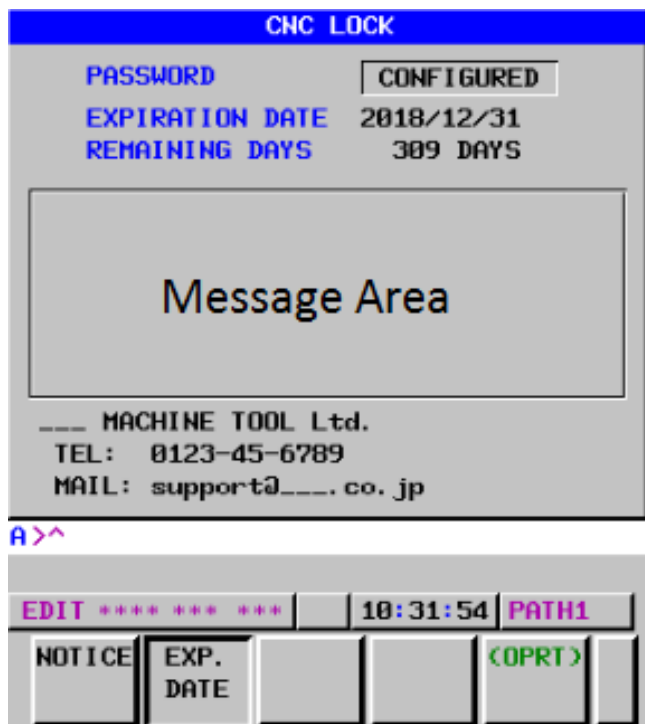 CNC LOCK
PASSWORD CONFIGURED
EXPIRATION DATE 2018/12/31
REMAINING DAYS 309 DAYS
Message Area
___ MACHINE TOOL Ltd.
TEL: 0123-45-6789
MAIL: support@___.co.jp
A>^
EDIT **** *** *** 10:31:54 PATH1
NOTICE EXP. (OPRT)
DATE